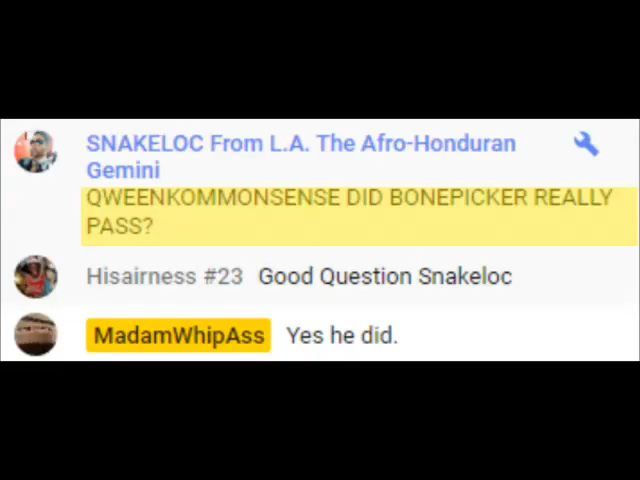 SNAKELOC From L.A. The Afro-Honduran
Gemini
QWEENKOMMONSENSE DID BONEPICKER REALLY
PASS?
Hisairness #23 Good Question Snakeloc
MadamWhipAss Yes he did.